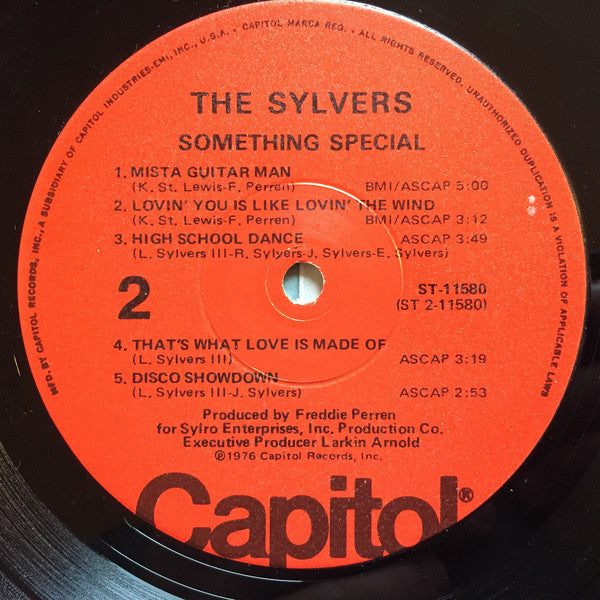 MFG. BY CAPITOL RECORDS, INC., A SUBSIDIARY OF CAPITOL INDUSTRIES-EMI, INC., U.S.A. · CAPITOL MARCA REG. · ALL RIGHTS RESERVED. UNAUTHORIZED DUPLICATION IS A VIOLATION OF APPLICABLE LAWS
THE SYLVERS
SOMETHING SPECIAL
1. MISTA GUITAR MAN
(K. St. Lewis-F. Perren) BMI/ASCAP 5:00
2. LOVIN' YOU IS LIKE LOVIN' THE WIND
(K. St. Lewis-F. Perren) BMI/ASCAP 3:12
3. HIGH SCHOOL DANCE ASCAP 3:49
(L. Sylvers III-R. Sylvers-J. Sylvers-E. Sylvers)
2 ST-11580
(ST 2-11580)
4. THAT'S WHAT LOVE IS MADE OF
(L. Sylvers III) ASCAP 3:19
5. DISCO SHOWDOWN
(L. Sylvers III-J. Sylvers) ASCAP 2:53
Produced by Freddie Perren
for Sylro Enterprises, Inc. Production Co.
Executive Producer Larkin Arnold
℗1976 Capitol Records, Inc.
Capitol®